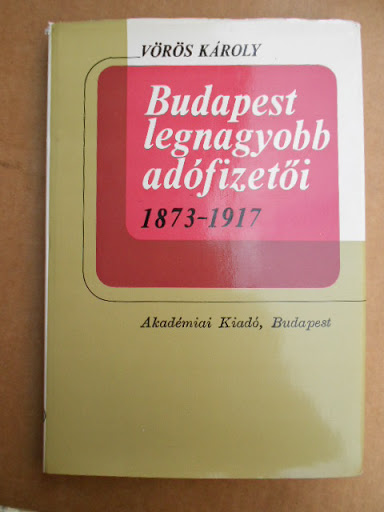 VÖRÖS KÁROLY
Budapest
legnagyobb
adófizetői
1873-1917
Akadémiai Kiadó, Budapest